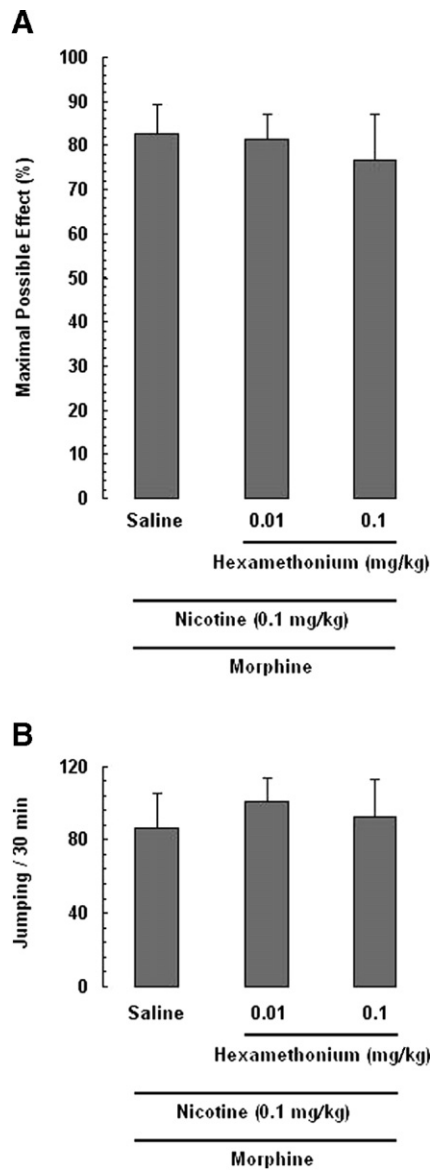 A
Maximal Possible Effect (%)
100
90
80
70
60
50
40
30
20
10
0
Saline
0.01
0.1
Hexamethonium (mg/kg)
Nicotine (0.1 mg/kg)
Morphine
B
Jumping / 30 min
120
80
40
0
Saline
0.01
0.1
Hexamethonium (mg/kg)
Nicotine (0.1 mg/kg)
Morphine